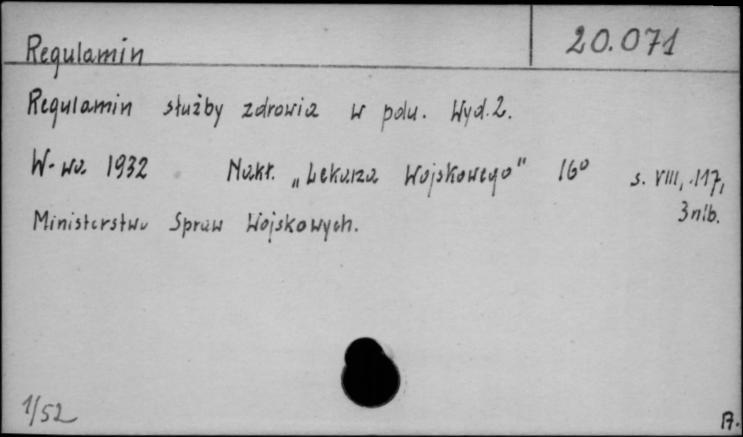 Regulamin 20.071
Regulamin służby zdrowia w polu. Wyd. 2.
W-wa 1932 Nakł. „Lekarza Wojskowego" 16° s. VIII, 117,
3 nlb.
Ministerstwo Spraw Wojskowych.
1/52
A.